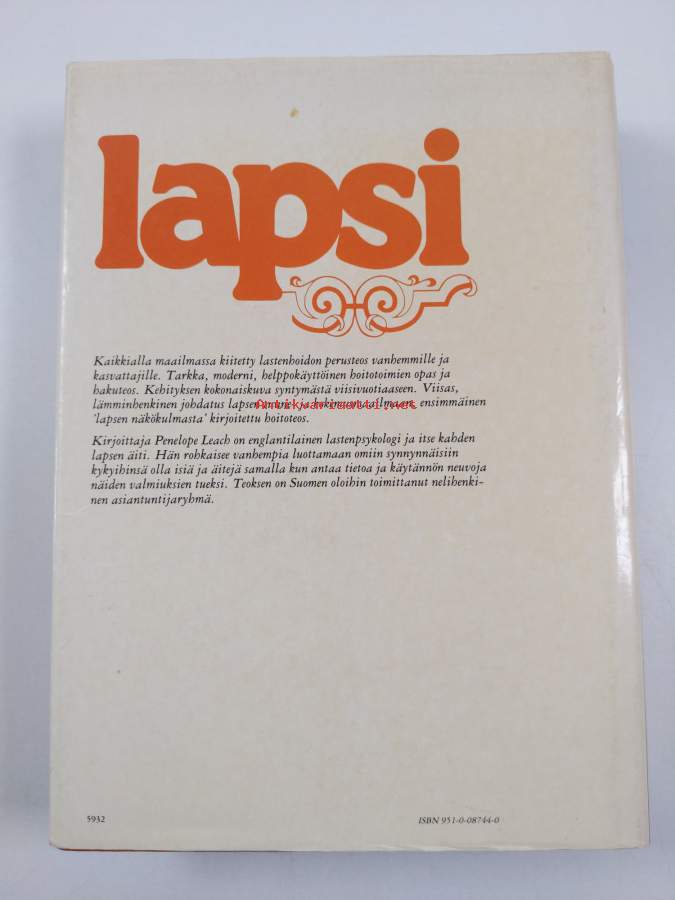 lapsi
Kaikkialla maailmassa kiitetty lastenhoidon perusteos vanhemmille ja
kasvattajille. Tarkka, moderni, helppokäyttöinen hoitotoimien opas ja
hakuteos. Kehityksen kokonaiskuva syntymästä viisivuotiaaseen. Viisas,
lämminhenkinen johdatus lapsen ensimmäinen
Antikvariaatti.net
'lapsen näkökulmasta' kirjoitettu hoitoteos.
Kirjoittaja Penelope Leach on englantilainen lastenpsykologi ja itse kahden
lapsen äiti. Hän rohkaisee vanhempia luottamaan omiin synnynnäisiin
kykyihinsä olla isiä ja äitejä samalla kun antaa tietoa ja käytännön neuvoja
näiden valmiuksien tueksi. Teoksen on Suomen oloihin toimittanut nelihenki-
nen asiantuntijaryhmä.
5932
ISBN 951-0-08744-0